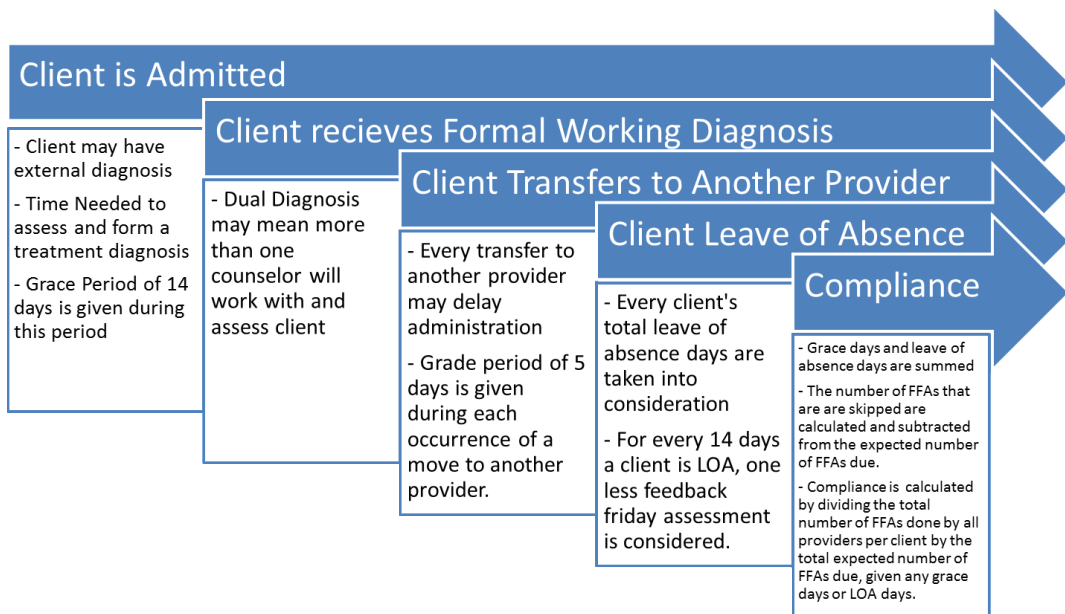 Client is Admitted
- Client may have
external diagnosis
- Time Needed to
assess and form a
treatment diagnosis
- Grace Period of 14
days is given during
this period
Client recieves Formal Working Diagnosis
- Dual Diagnosis
may mean more
than one
counselor will
work with and
assess client
Client Transfers to Another Provider
- Every transfer to
another provider
may delay
administration
- Grade period of 5
days is given
during each
occurrence of a
move to another
provider.
Client Leave of Absence
- Every client's
total leave of
absence days are
taken into
consideration
- For every 14 days
a client is LOA, one
less feedback
friday assessment
is considered.
Compliance
- Grace days and leave of
absence days are summed
- The number of FFAs that
are are skipped are
calculated and subtracted
from the expected number
of FFAs due.
- Compliance is calculated
by dividing the total
number of FFAs done by all
providers per client by the
total expected number of
FFAs due, given any grace
days or LOA days.